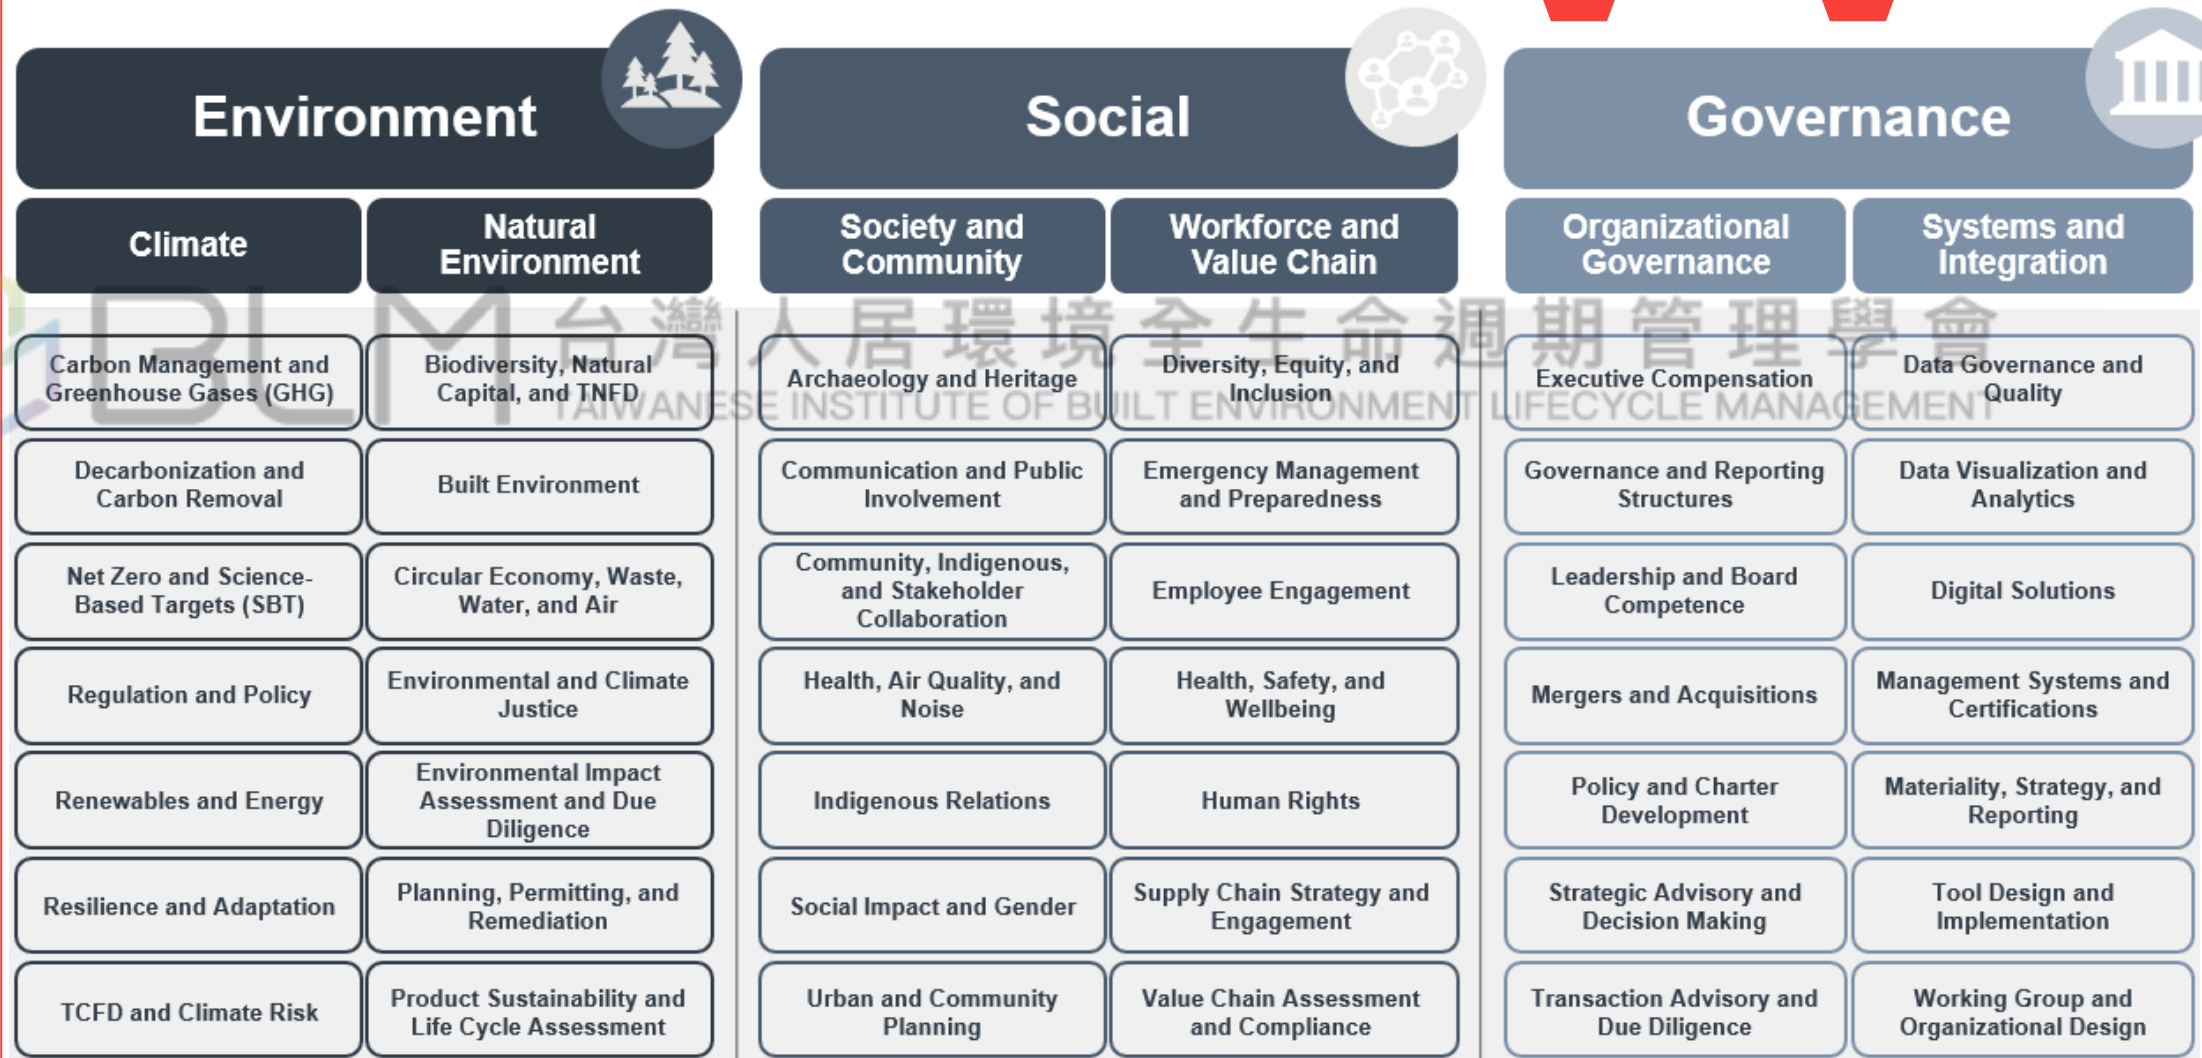 Environment
Social
Governance
Climate
Natural
Environment
Society and
Community
Workforce and
Value Chain
Organizational
Governance
Systems and
Integration
BLM 台灣人居環境全生命週期管理學會
TAIWANESE INSTITUTE OF BUILT ENVIRONMENT LIFECYCLE MANAGEMENT
Carbon Management and
Greenhouse Gases (GHG)
Biodiversity, Natural
Capital, and TNFD
Archaeology and Heritage
Diversity, Equity, and
Inclusion
Executive Compensation
Data Governance and
Quality
Decarbonization and
Carbon Removal
Built Environment
Communication and Public
Involvement
Emergency Management
and Preparedness
Governance and Reporting
Structures
Data Visualization and
Analytics
Net Zero and Science-
Based Targets (SBT)
Circular Economy, Waste,
Water, and Air
Community, Indigenous,
and Stakeholder
Collaboration
Employee Engagement
Leadership and Board
Competence
Digital Solutions
Regulation and Policy
Environmental and Climate
Justice
Health, Air Quality, and
Noise
Health, Safety, and
Wellbeing
Mergers and Acquisitions
Management Systems and
Certifications
Renewables and Energy
Environmental Impact
Assessment and Due
Diligence
Indigenous Relations
Human Rights
Policy and Charter
Development
Materiality, Strategy, and
Reporting
Resilience and Adaptation
Planning, Permitting, and
Remediation
Social Impact and Gender
Supply Chain Strategy and
Engagement
Strategic Advisory and
Decision Making
Tool Design and
Implementation
TCFD and Climate Risk
Product Sustainability and
Life Cycle Assessment
Urban and Community
Planning
Value Chain Assessment
and Compliance
Transaction Advisory and
Due Diligence
Working Group and
Organizational Design